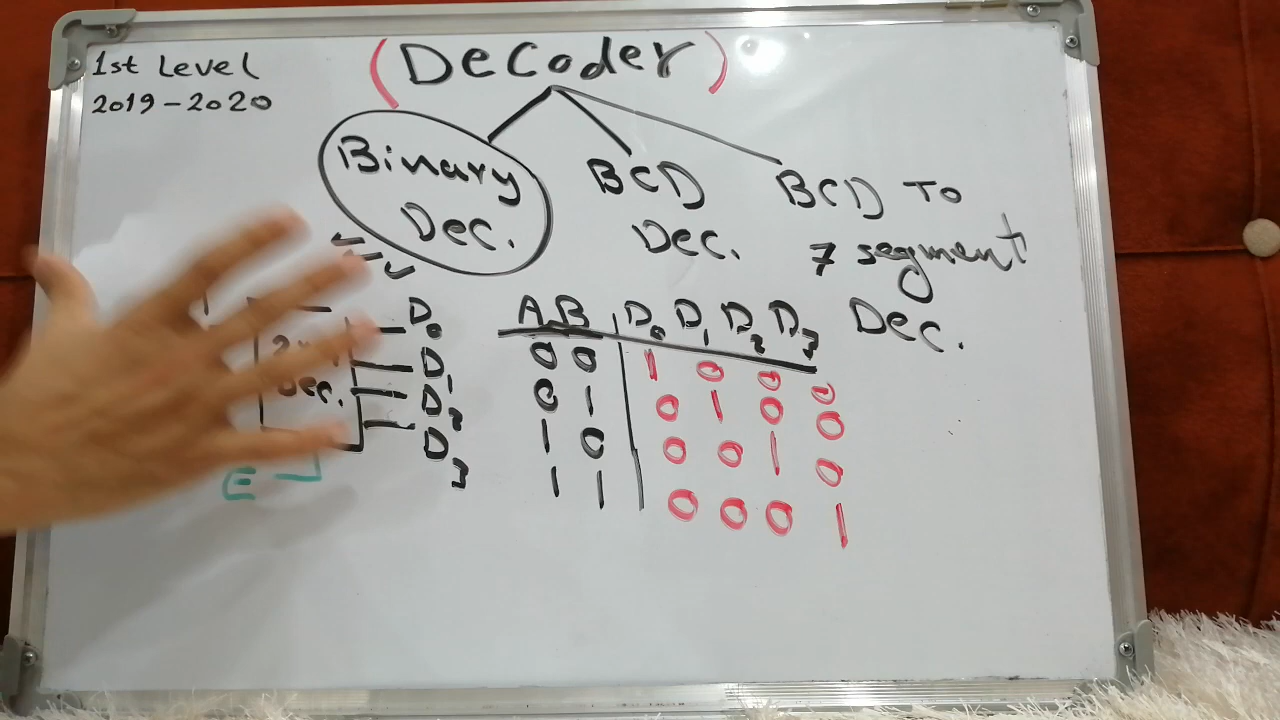 1st Level
2019-2020
(Decoder)
Binary
Dec.
BCD
Dec.
BCD To
7 segment
Dec.
D0
D1
D2
D3
Dec.
E
A B D0 D1 D2 D3
0 0 1 0 0 0
0 1 0 1 0 0
1 0 0 0 1 0
1 1 0 0 0 1